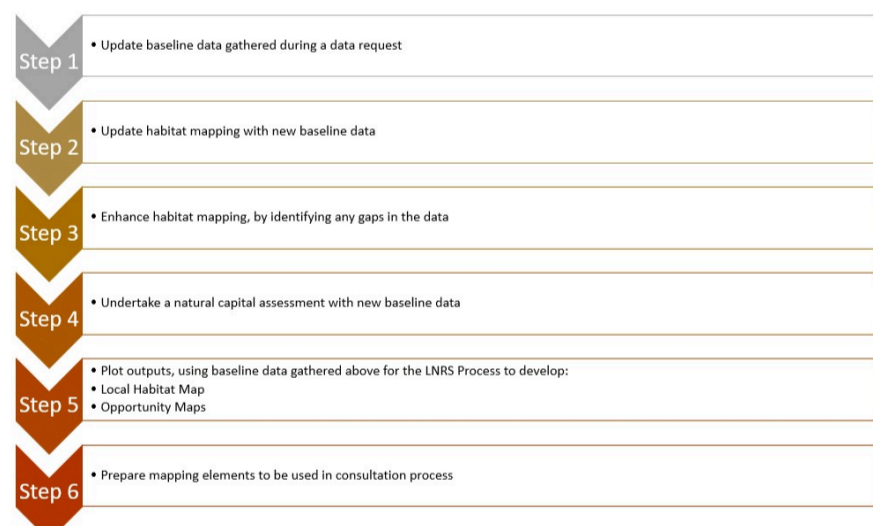 Step 1
• Update baseline data gathered during a data request
Step 2
• Update habitat mapping with new baseline data
Step 3
• Enhance habitat mapping, by identifying any gaps in the data
Step 4
• Undertake a natural capital assessment with new baseline data
Step 5
• Plot outputs, using baseline data gathered above for the LNRS Process to develop:
• Local Habitat Map
• Opportunity Maps
Step 6
• Prepare mapping elements to be used in consultation process